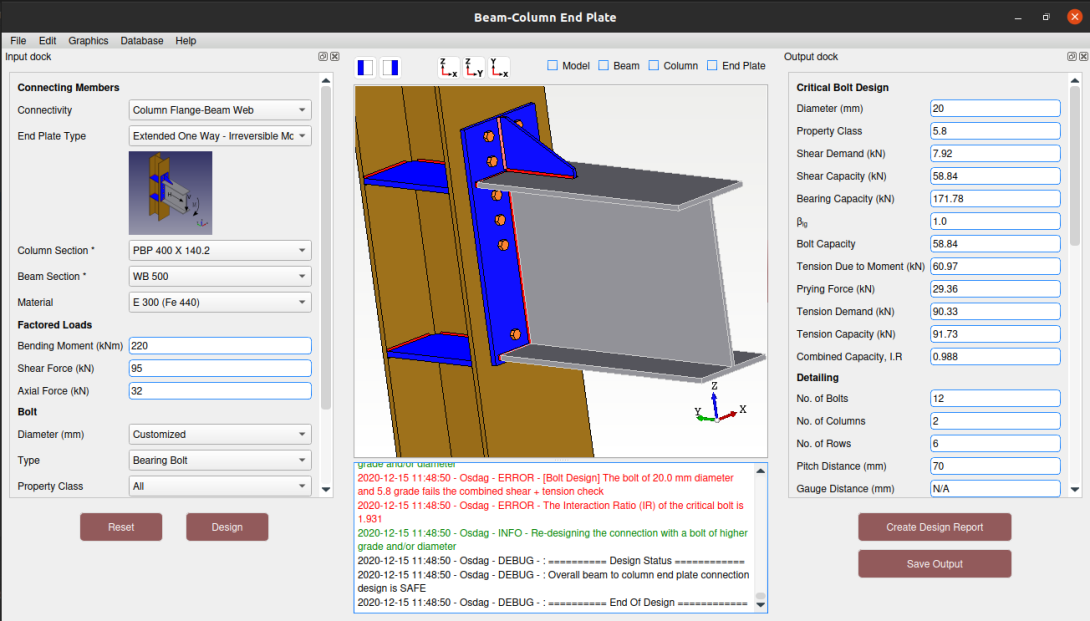 Beam-Column End Plate
File Edit Graphics Database Help
Input dock
Connecting Members
Connectivity Column Flange-Beam Web
End Plate Type Extended One Way - Irreversible Mc
Column Section * PBP 400 X 140.2
Beam Section * WB 500
Material E 300 (Fe 440)
Factored Loads
Bending Moment (kNm) 220
Shear Force (kN) 95
Axial Force (kN) 32
Bolt
Diameter (mm) Customized
Type Bearing Bolt
Property Class All
Reset Design
Z X Z Y Y X
Model Beam Column End Plate
Z
Y X
grade and/or diameter
2020-12-15 11:48:50 - Osdag - ERROR - [Bolt Design] The bolt of 20.0 mm diameter
and 5.8 grade fails the combined shear + tension check
2020-12-15 11:48:50 - Osdag - ERROR - The Interaction Ratio (IR) of the critical bolt is
1.931
2020-12-15 11:48:50 - Osdag - INFO - Re-designing the connection with a bolt of higher
grade and/or diameter
2020-12-15 11:48:50 - Osdag - DEBUG - : ========== Design Status ============
2020-12-15 11:48:50 - Osdag - DEBUG - : Overall beam to column end plate connection
design is SAFE
2020-12-15 11:48:50 - Osdag - DEBUG - : ========== End Of Design ============
Output dock
Critical Bolt Design
Diameter (mm) 20
Property Class 5.8
Shear Demand (kN) 7.92
Shear Capacity (kN) 58.84
Bearing Capacity (kN) 171.78
βlg 1.0
Bolt Capacity 58.84
Tension Due to Moment (kN) 60.97
Prying Force (kN) 29.36
Tension Demand (kN) 90.33
Tension Capacity (kN) 91.73
Combined Capacity, I.R 0.988
Detailing
No. of Bolts 12
No. of Columns 2
No. of Rows 6
Pitch Distance (mm) 70
Gauge Distance (mm) N/A
Create Design Report
Save Output